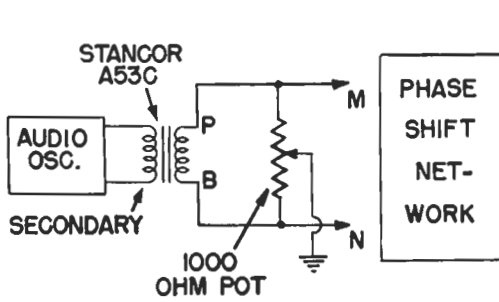 STANCOR
A53C
AUDIO
OSC.
SECONDARY
P
B
1000
OHM POT
M
N
PHASE
SHIFT
NET-
WORK